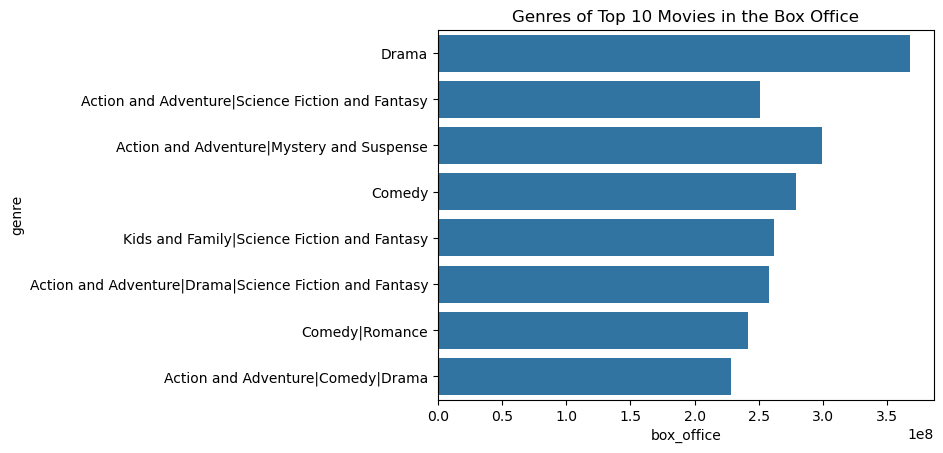 Genres of Top 10 Movies in the Box Office
genre
Drama
Action and Adventure|Science Fiction and Fantasy
Action and Adventure|Mystery and Suspense
Comedy
Kids and Family|Science Fiction and Fantasy
Action and Adventure|Drama|Science Fiction and Fantasy
Comedy|Romance
Action and Adventure|Comedy|Drama
0.0 0.5 1.0 1.5 2.0 2.5 3.0 3.5
1e8
box_office